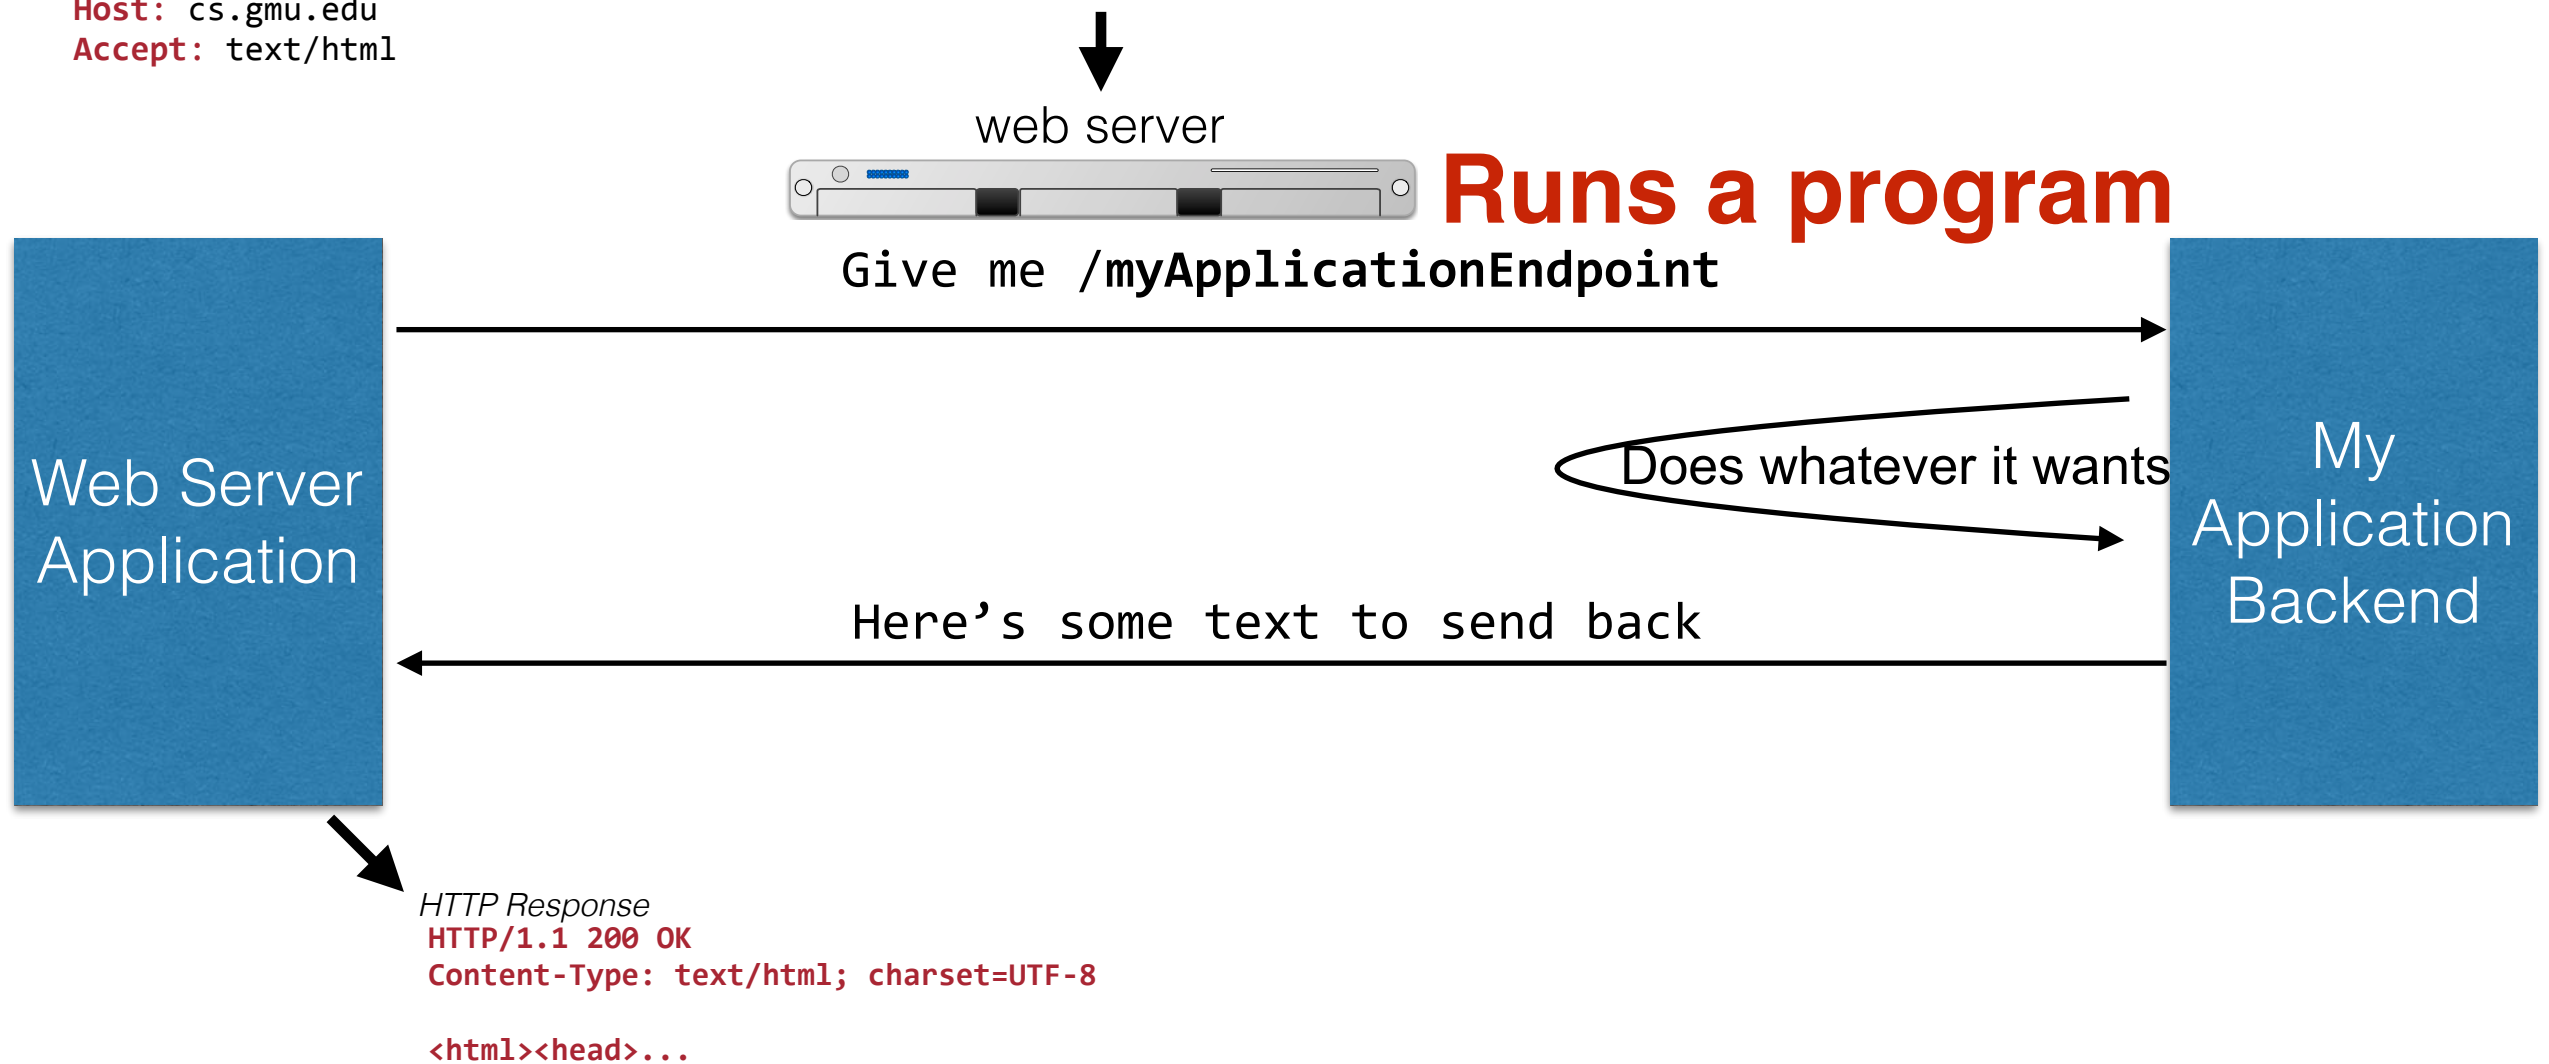 Host: cs.gmu.edu
Accept: text/html
web server
Runs a program
Give me /myApplicationEndpoint
Web Server
Application
Does whatever it wants
My
Application
Backend
Here’s some text to send back
HTTP Response
HTTP/1.1 200 OK
Content-Type: text/html; charset=UTF-8
<html><head>...